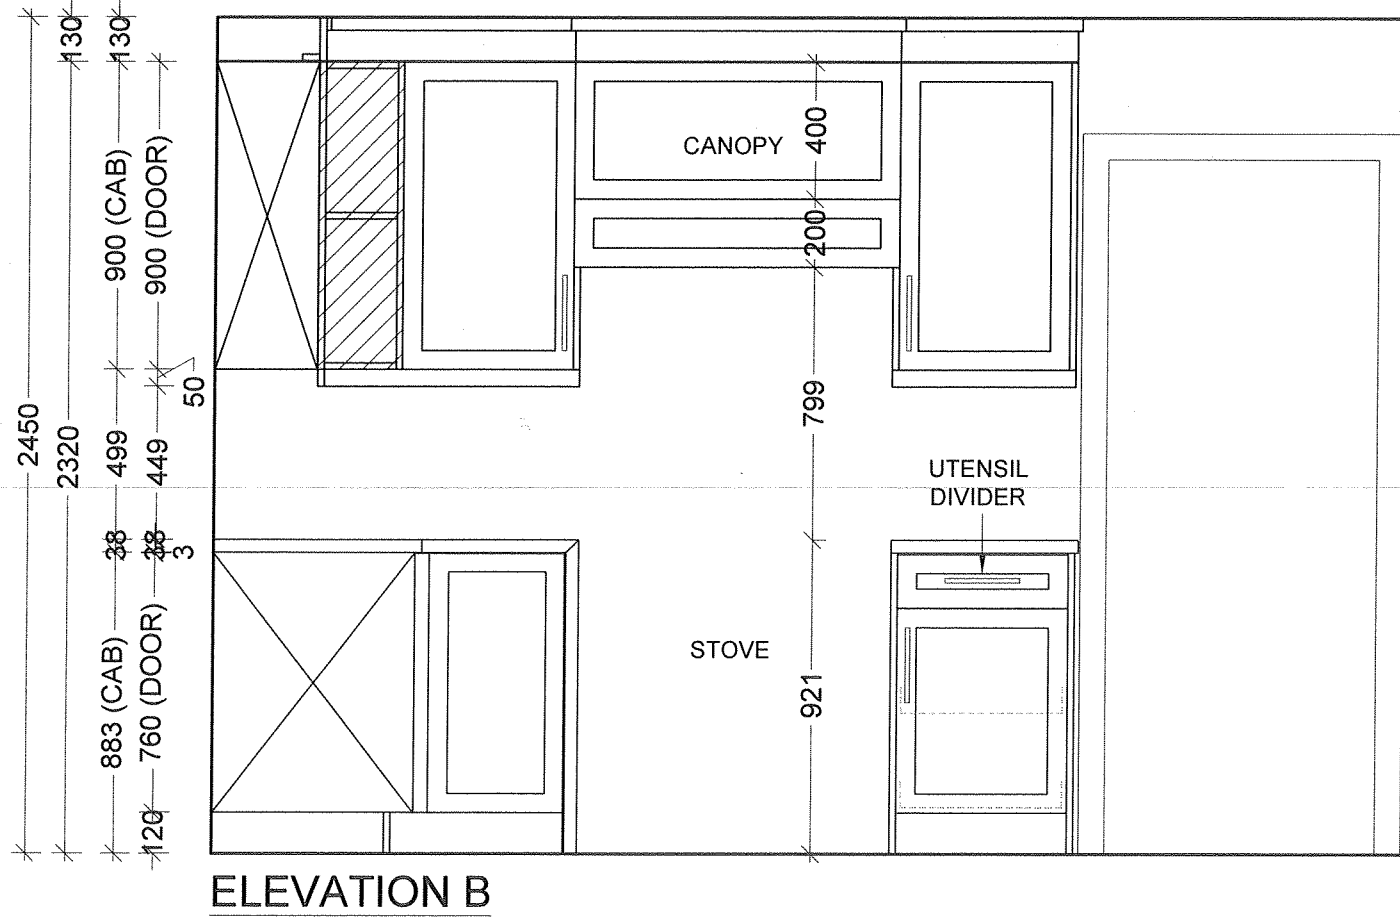 130
130
2450
2320
900 (CAB)
900 (DOOR)
50
499
449
38
38
3
883 (CAB)
760 (DOOR)
120
CANOPY
400
200
799
UTENSIL
DIVIDER
STOVE
921
ELEVATION B